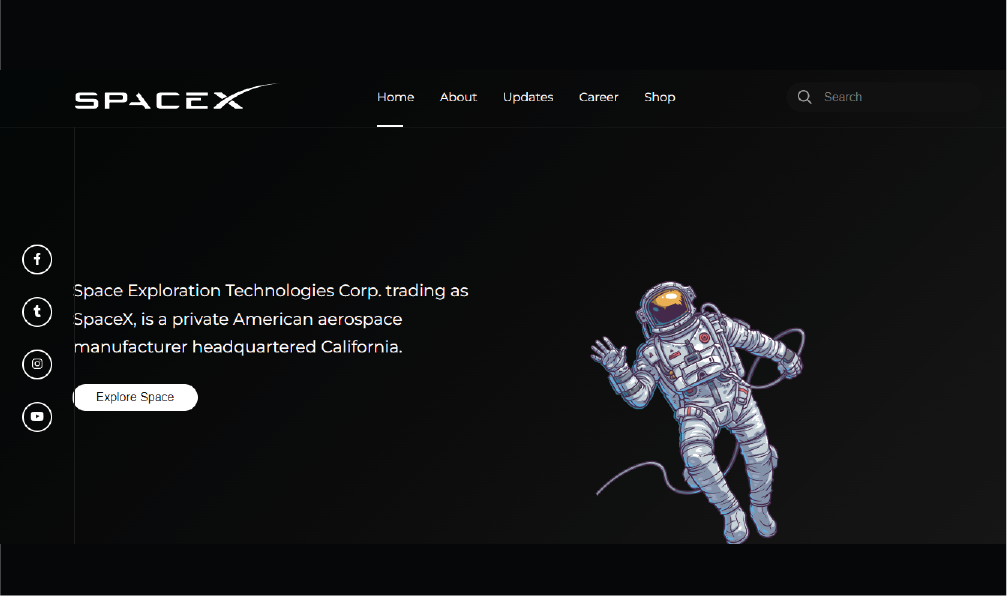 SPACEX
Home About Updates Career Shop Search
Space Exploration Technologies Corp. trading as
SpaceX, is a private American aerospace
manufacturer headquartered California.
Explore Space